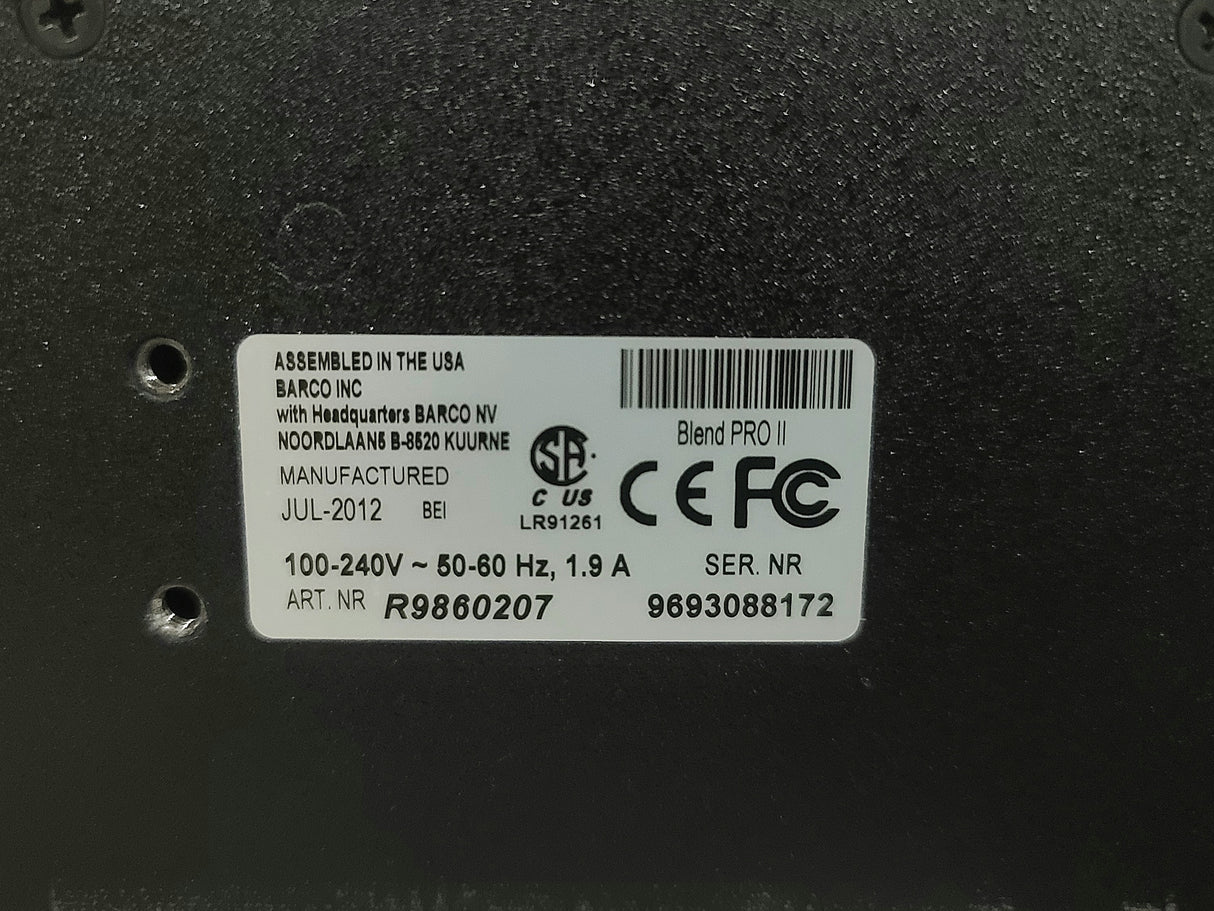 ASSEMBLED IN THE USA
BARCO INC
with Headquarters BARCO NV
NOORDLAAN5 B-8520 KUURNE
MANUFACTURED
JUL-2012 BEI
Blend PRO II
SA
C US
LR91261
CE FC
100-240V ~ 50-60 Hz, 1.9 A
SER. NR
ART. NR R9860207
9693088172